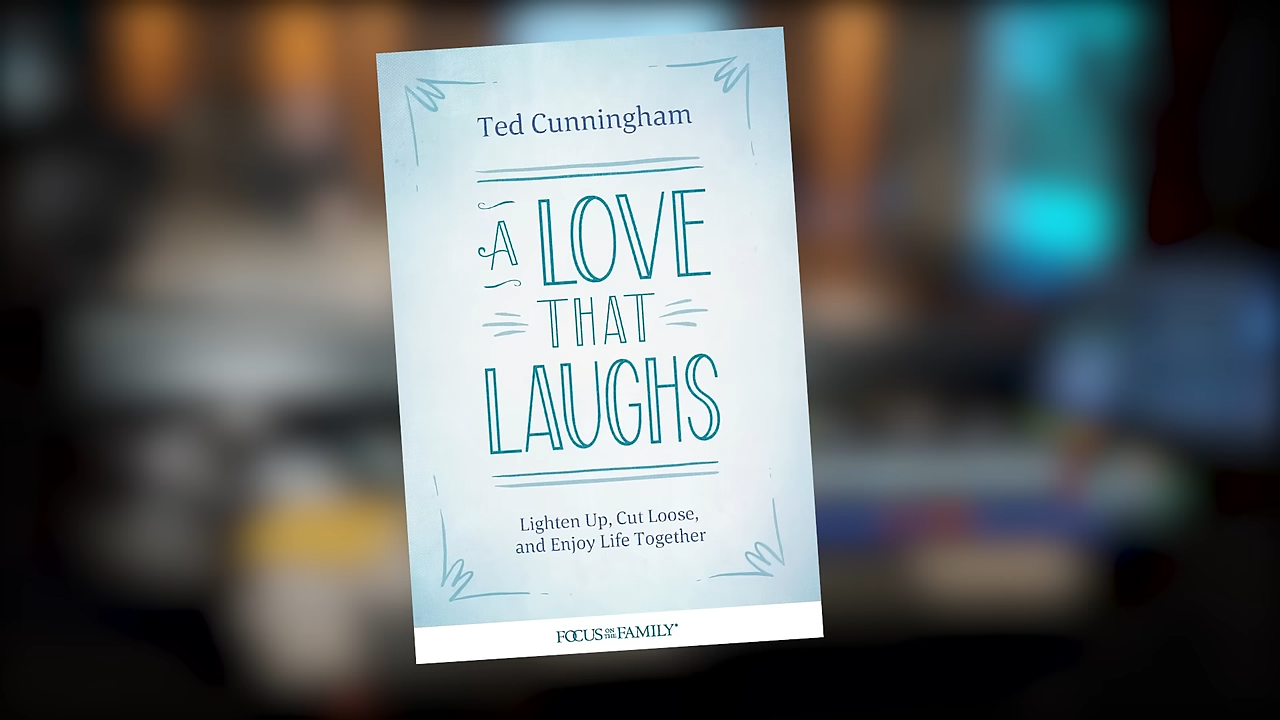 Ted Cunningham
A LOVE
THAT
LAUGHS
Lighten Up, Cut Loose,
and Enjoy Life Together
FOCUS ON THE FAMILY®